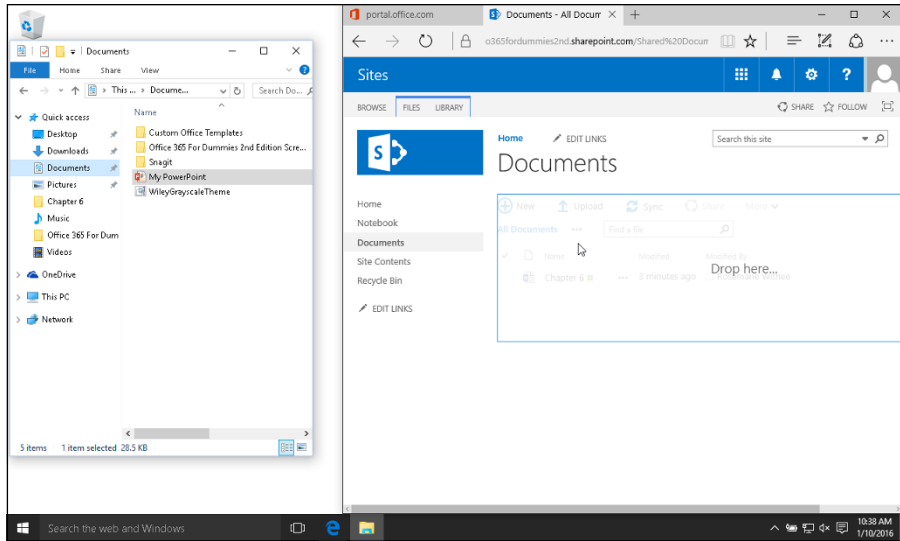 Documents
File Home Share View
This ... › Docume... Search Do...
Quick access
Desktop
Downloads
Documents
Pictures
Chapter 6
Music
Office 365 For Dum
Videos
OneDrive
This PC
Network
Name
Custom Office Templates
Office 365 For Dummies 2nd Edition Scre...
Snagit
My PowerPoint
WileyGrayscaleTheme
5 items 1 item selected 28.5 KB
portal.office.com
Documents - All Docum
o365fordummies2nd.sharepoint.com/Shared%20Docum
Sites
?
BROWSE FILES LIBRARY
SHARE FOLLOW
S
Home EDIT LINKS
Search this site
Documents
Home
Notebook
Documents
Site Contents
Recycle Bin
EDIT LINKS
New Upload Sync Share More
All Documents ... Find a file
Name Modified Modified By
Drop here...
Chapter 6 ... 3 minutes ago Rosemarie Withee
Search the web and Windows
10:38 AM
1/10/2016